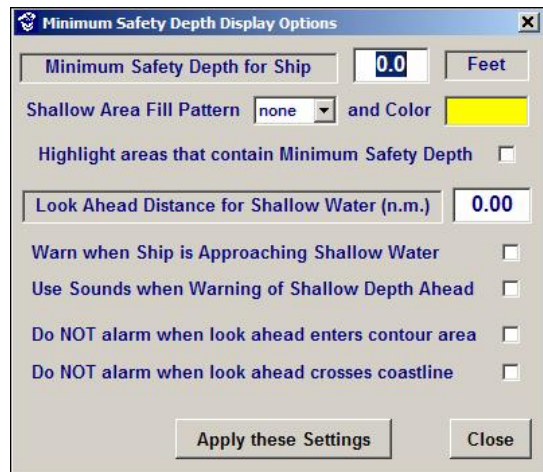 Minimum Safety Depth Display Options
Minimum Safety Depth for Ship 0.0 Feet
Shallow Area Fill Pattern none and Color
Highlight areas that contain Minimum Safety Depth
Look Ahead Distance for Shallow Water (n.m.) 0.00
Warn when Ship is Approaching Shallow Water
Use Sounds when Warning of Shallow Depth Ahead
Do NOT alarm when look ahead enters contour area
Do NOT alarm when look ahead crosses coastline
Apply these Settings Close